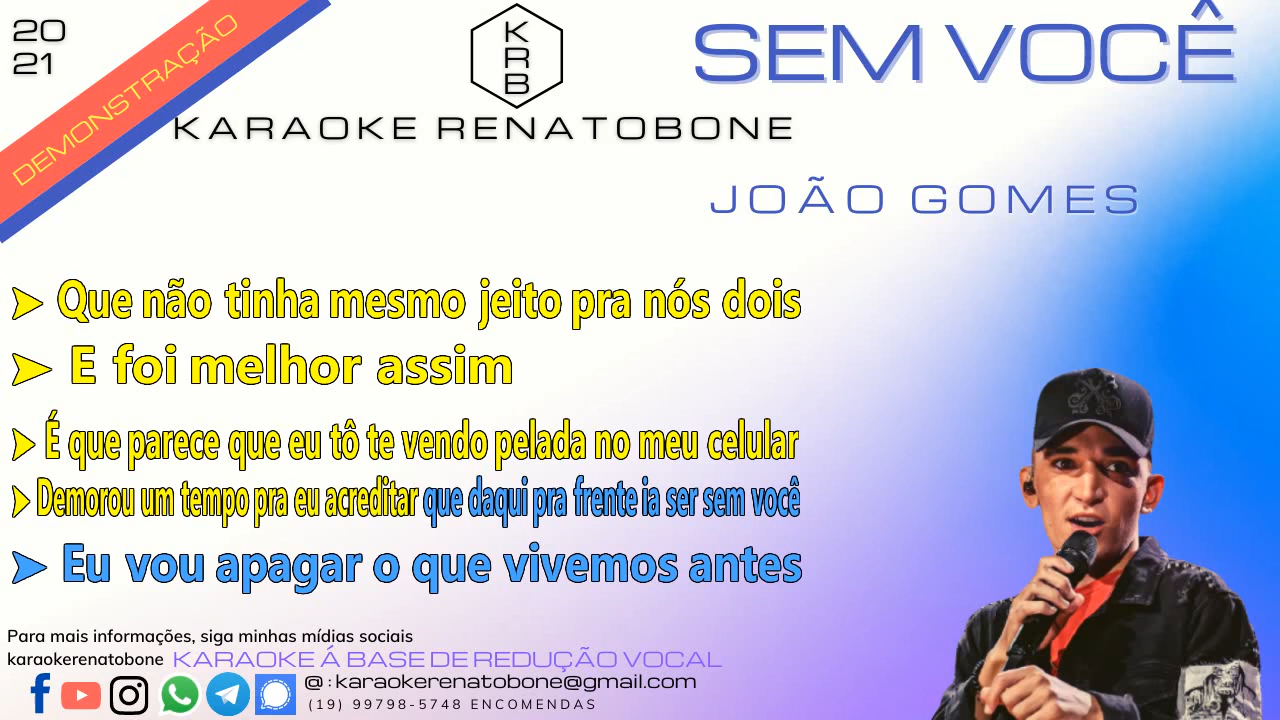 20
21
DEMONSTRAÇÃO
K
R
B
KARAOKE RENATOBONE
SEM VOCÊ
JOÃO GOMES
➤ Que não tinha mesmo jeito pra nós dois
➤ E foi melhor assim
➤ É que parece que eu tô te vendo pelada no meu celular
➤ Demorou um tempo pra eu acreditar que daqui pra frente ia ser sem você
➤ Eu vou apagar o que vivemos antes
Para mais informações, siga minhas mídias sociais
karaokerenatobone KARAOKE Á BASE DE REDUÇÃO VOCAL
@ : karaokerenatobone@gmail.com
(19) 99798-5748 ENCOMENDAS